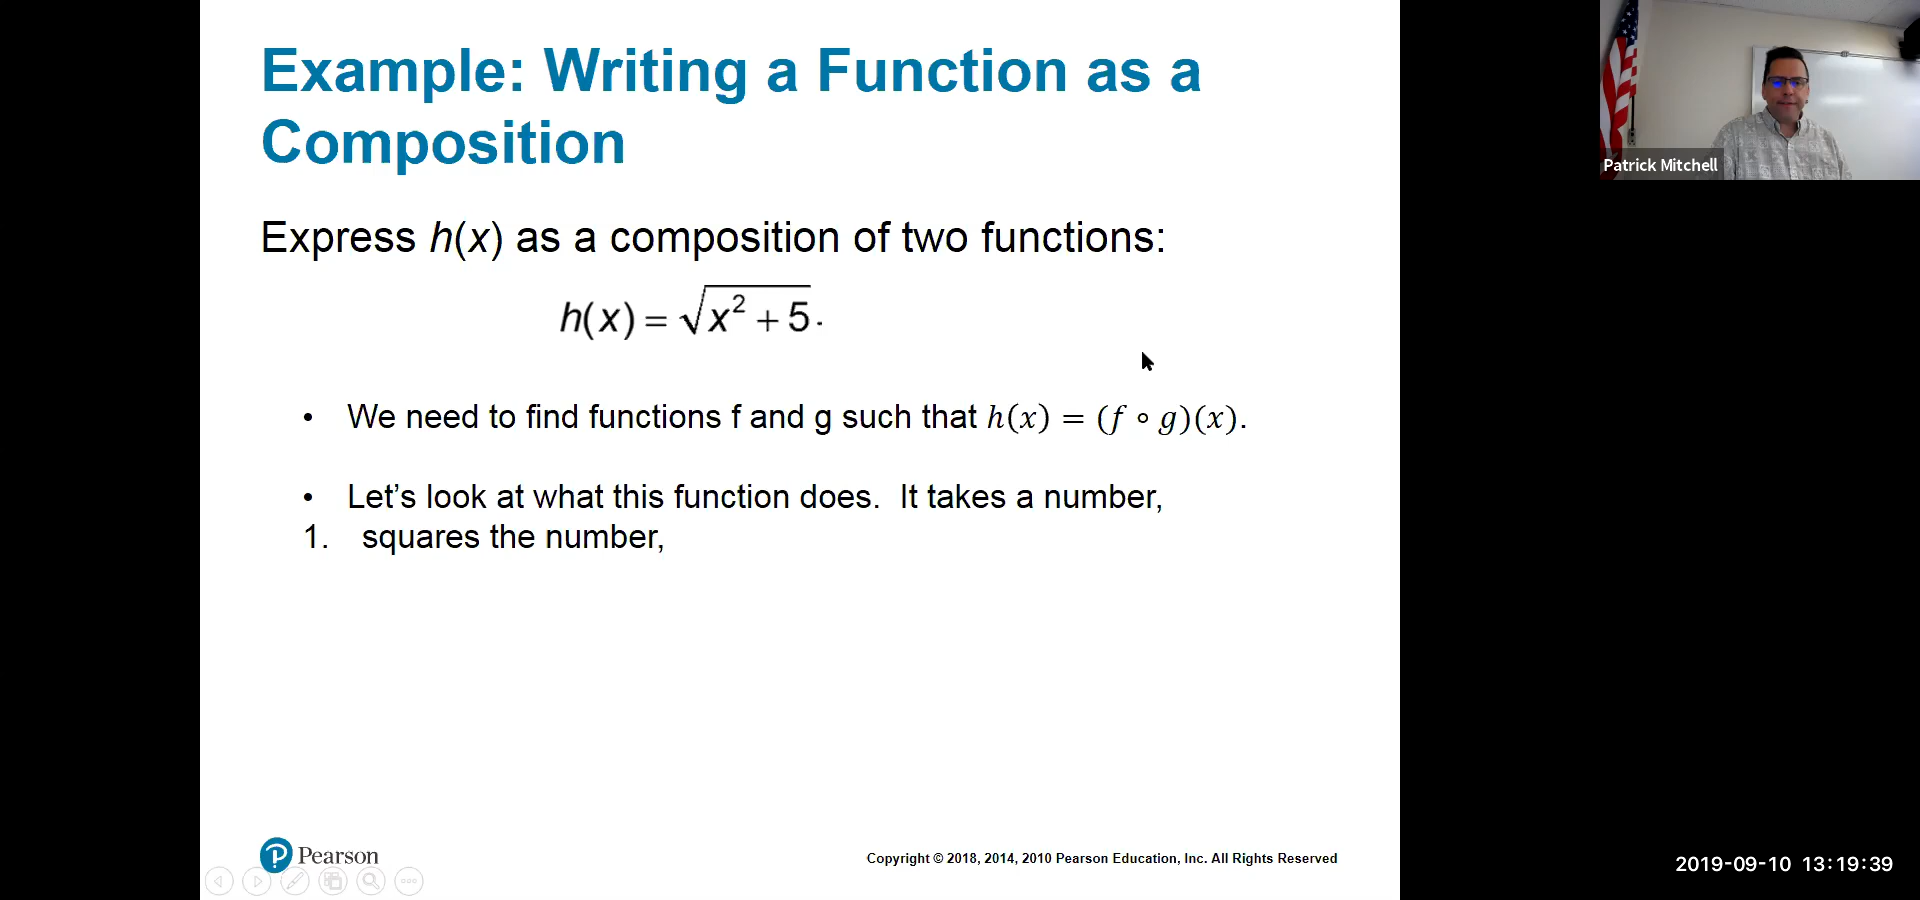 Example: Writing a Function as a
Composition
Express h(x) as a composition of two functions:
h(x) = √x² + 5.
• We need to find functions f and g such that h(x) = (f ∘ g)(x).
• Let’s look at what this function does.  It takes a number,
1. squares the number,
Pearson
Copyright © 2018, 2014, 2010 Pearson Education, Inc. All Rights Reserved
Patrick Mitchell
2019-09-10 13:19:39